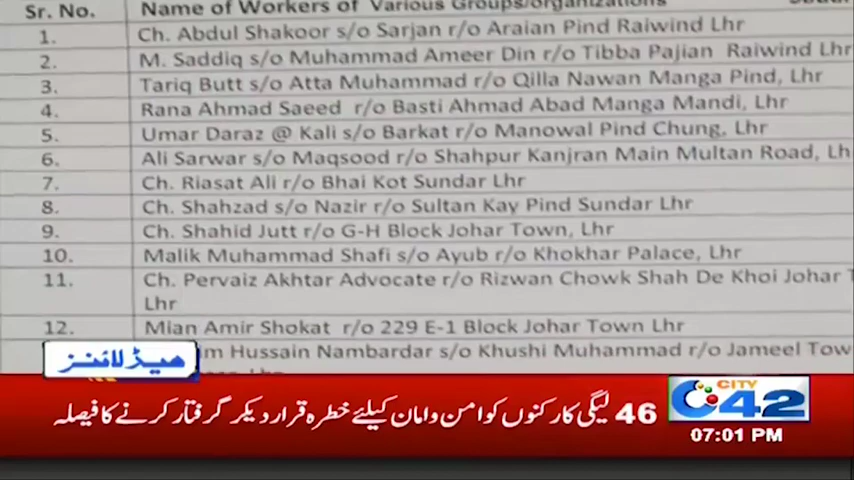 Sr. No. Name of Workers of Various Groups/organizations
1. Ch. Abdul Shakoor s/o Sarjan r/o Araian Pind Raiwind Lhr
2. M. Saddiq s/o Muhammad Ameer Din r/o Tibba Pajian Raiwind Lhr
3. Tariq Butt s/o Atta Muhammad r/o Qilla Nawan Manga Pind, Lhr
4. Rana Ahmad Saeed r/o Basti Ahmad Abad Manga Mandi, Lhr
5. Umar Daraz @ Kali s/o Barkat r/o Manowal Pind Chung, Lhr
6. Ali Sarwar s/o Maqsood r/o Shahpur Kanjran Main Multan Road, Lh
7. Ch. Riasat Ali r/o Bhai Kot Sundar Lhr
8. Ch. Shahzad s/o Nazir r/o Sultan Kay Pind Sundar Lhr
9. Ch. Shahid Jutt r/o G-H Block Johar Town, Lhr
10. Malik Muhammad Shafi s/o Ayub r/o Khokhar Palace, Lhr
11. Ch. Pervaiz Akhtar Advocate r/o Rizwan Chowk Shah De Khoi Johar T
Lhr
12. Mian Amir Shokat r/o 229 E-1 Block Johar Town Lhr
Hussain Nambardar s/o Khushi Muhammad r/o Jameel Tow
ہیڈ لائنز
46 لیگی کارکنوں کو امن و امان کیلئے خطرہ قرار دیکر گرفتار کرنے کا فیصلہ
CITY
42
07:01 PM